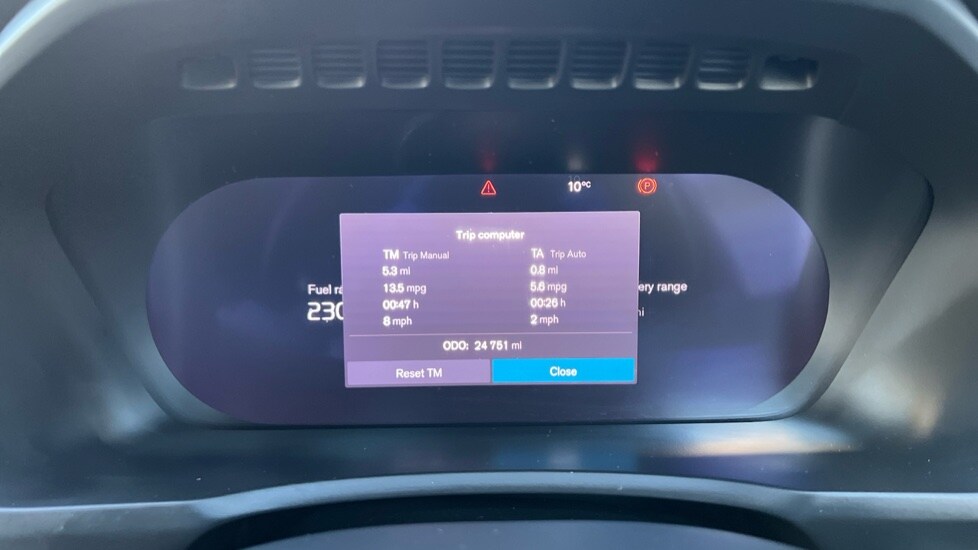 10°C
P
Trip computer
TM Trip Manual
5.3 mi
13.5 mpg
00:47 h
8 mph
TA Trip Auto
0.8 mi
5.6 mpg
00:26 h
2 mph
Fuel ra
230
ery range
mi
ODO: 24 751 mi
Reset TM
Close